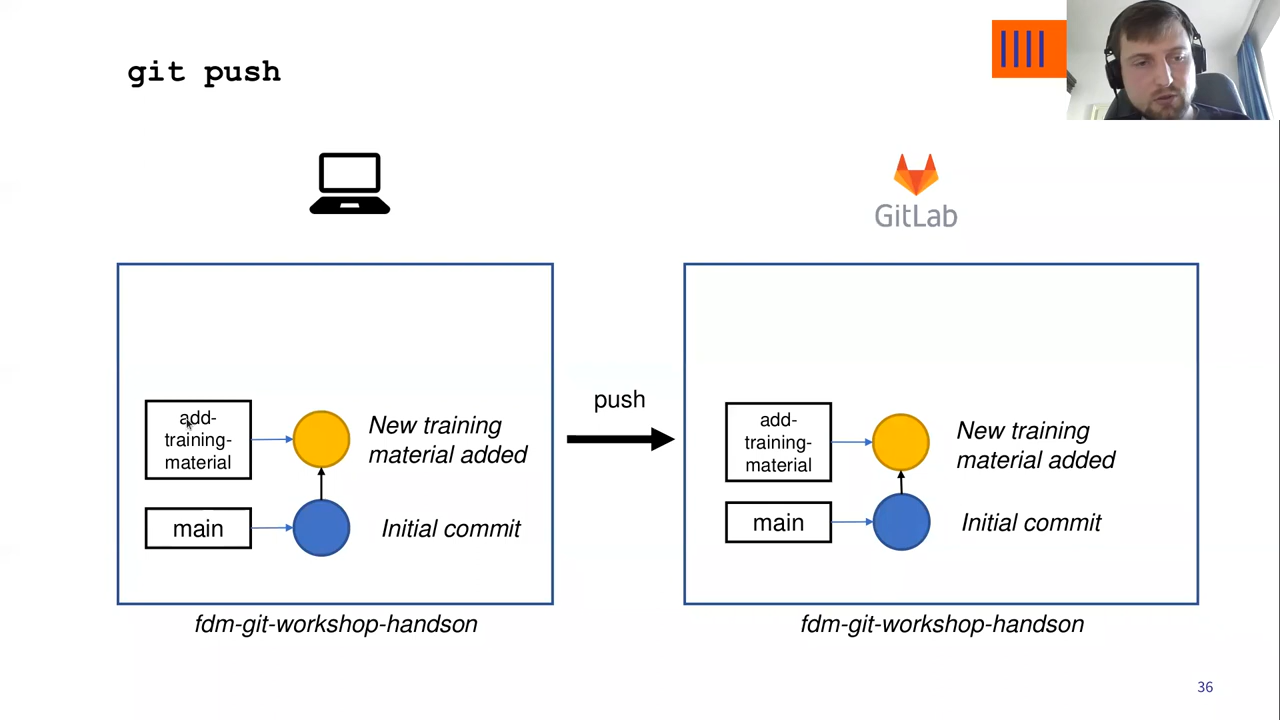 git push
GitLab
add-
training-
material
New training
material added
main
Initial commit
fdm-git-workshop-handson
push
add-
training-
material
New training
material added
main
Initial commit
fdm-git-workshop-handson
36